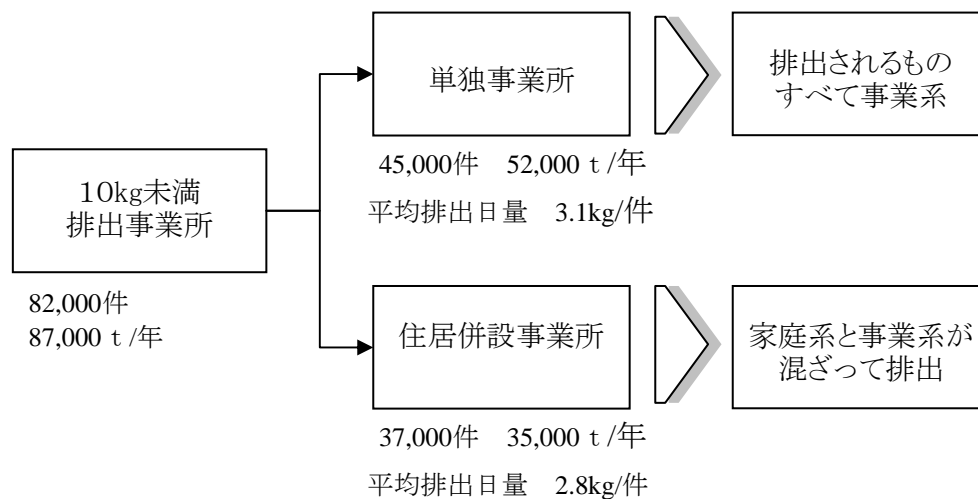 10kg未満
排出事業所
82,000件
87,000ｔ/年
単独事業所
45,000件　52,000ｔ/年
平均排出日量　3.1kg/件
排出されるもの
すべて事業系
住居併設事業所
37,000件　35,000ｔ/年
平均排出日量　2.8kg/件
家庭系と事業系が
混ざって排出